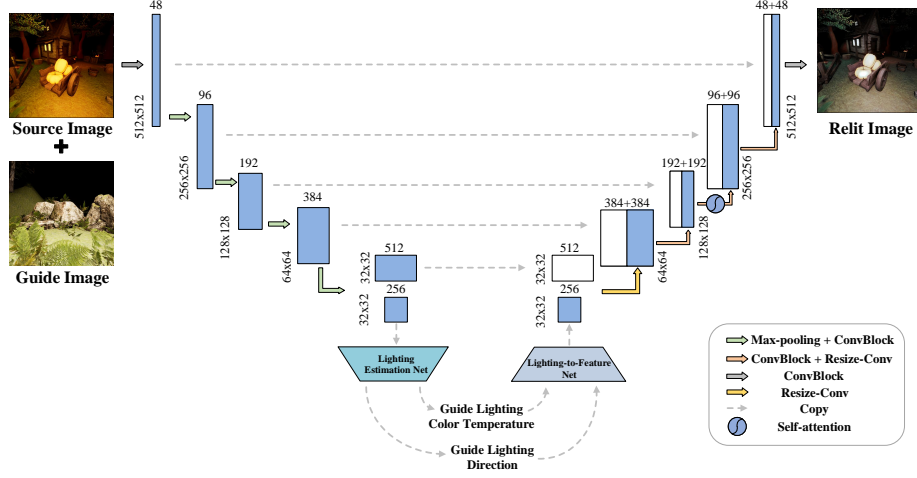 48
512x512
Source Image
+
Guide Image
96
256x256
192
128x128
384
64x64
512
32x32
256
32x32
Lighting
Estimation Net
Guide Lighting
Color Temperature
Guide Lighting
Direction
Lighting-to-Feature
Net
512
32x32
256
32x32
384+384
64x64
192+192
128x128
96+96
256x256
48+48
512x512
Relit Image
Max-pooling + ConvBlock
ConvBlock + Resize-Conv
ConvBlock
Resize-Conv
Copy
Self-attention